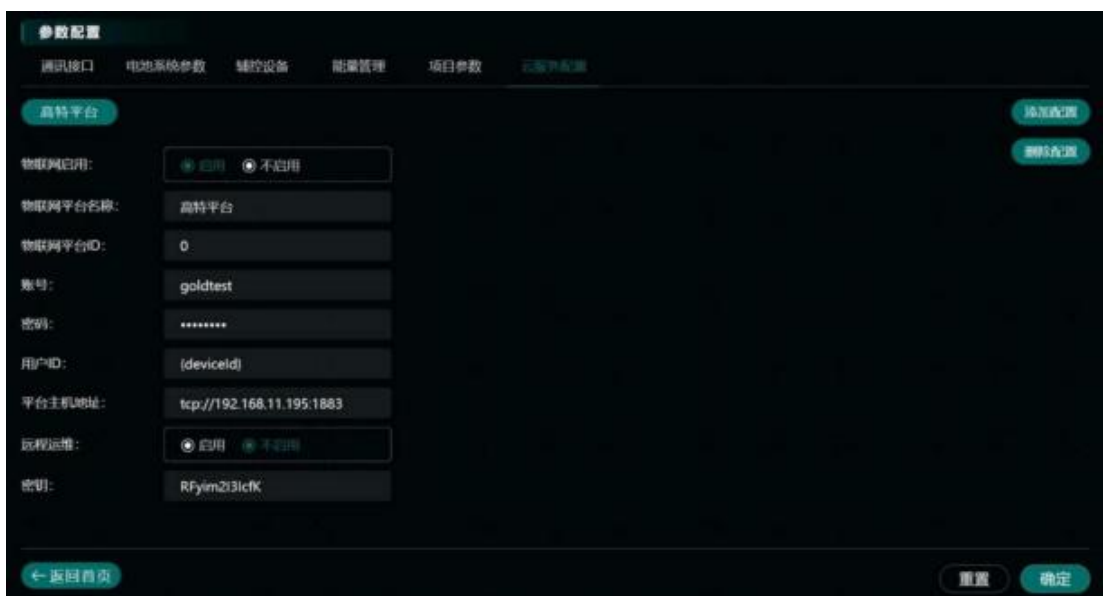 参数配置
通讯接口 电池系统参数 辅控设备 能量管理 项目参数 云服务配置
高特平台 添加配置
删除配置
物联网启用: 启用 不启用
物联网平台名称: 高特平台
物联网平台ID: 0
账号: goldtest
密码: ••••••••
用户ID: {deviceId}
平台主机地址: tcp://192.168.11.195:1883
远程运维: 启用 不启用
密钥:
返回首页 重置 确定